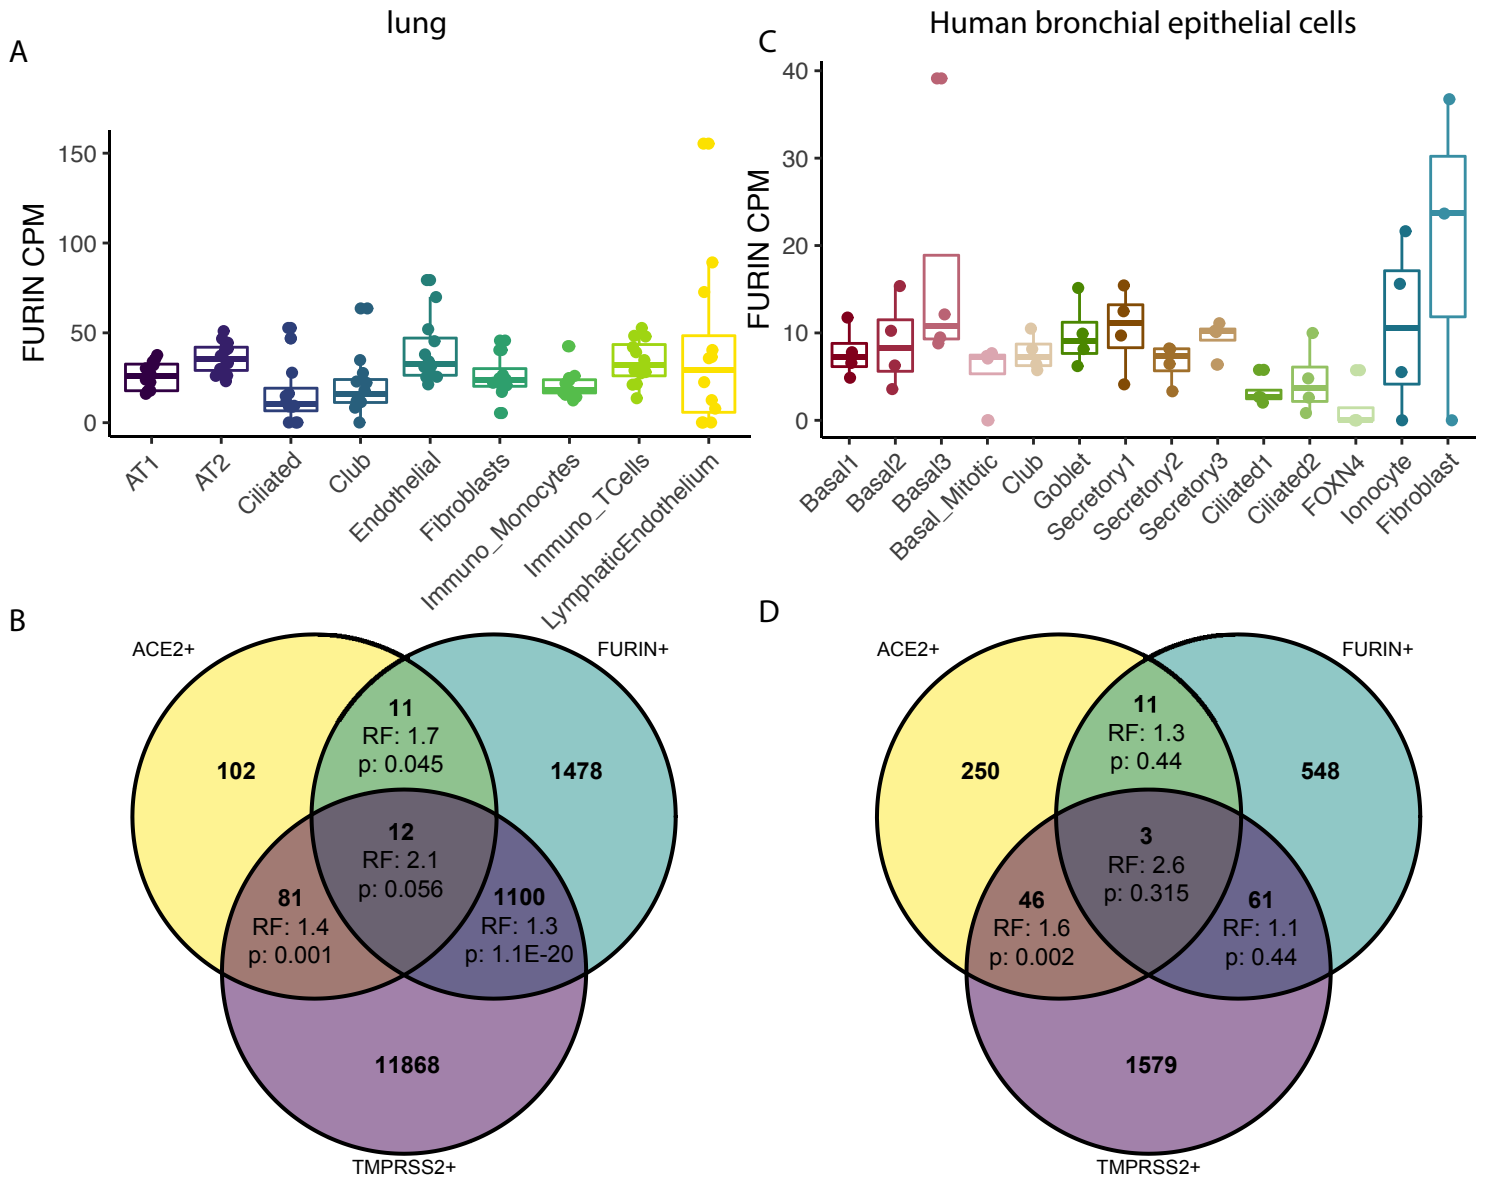 lung
A
FURIN CPM
150
100
50
0
AT1
AT2
Ciliated
Club
Endothelial
Fibroblasts
Immuno_Monocytes
Immuno_TCells
LymphaticEndothelium
Human bronchial epithelial cells
C
FURIN CPM
40
30
20
10
0
Basal1
Basal2
Basal3
Basal_Mitotic
Club
Goblet
Secretory1
Secretory2
Secretory3
Ciliated1
Ciliated2
FOXN4
Ionocyte
Fibroblast
B
ACE2+
FURIN+
11
RF: 1.7
p: 0.045
102
1478
12
RF: 2.1
p: 0.056
81
RF: 1.4
p: 0.001
1100
RF: 1.3
p: 1.1E-20
11868
TMPRSS2+
D
ACE2+
FURIN+
11
RF: 1.3
p: 0.44
250
548
3
RF: 2.6
p: 0.315
46
RF: 1.6
p: 0.002
61
RF: 1.1
p: 0.44
1579
TMPRSS2+